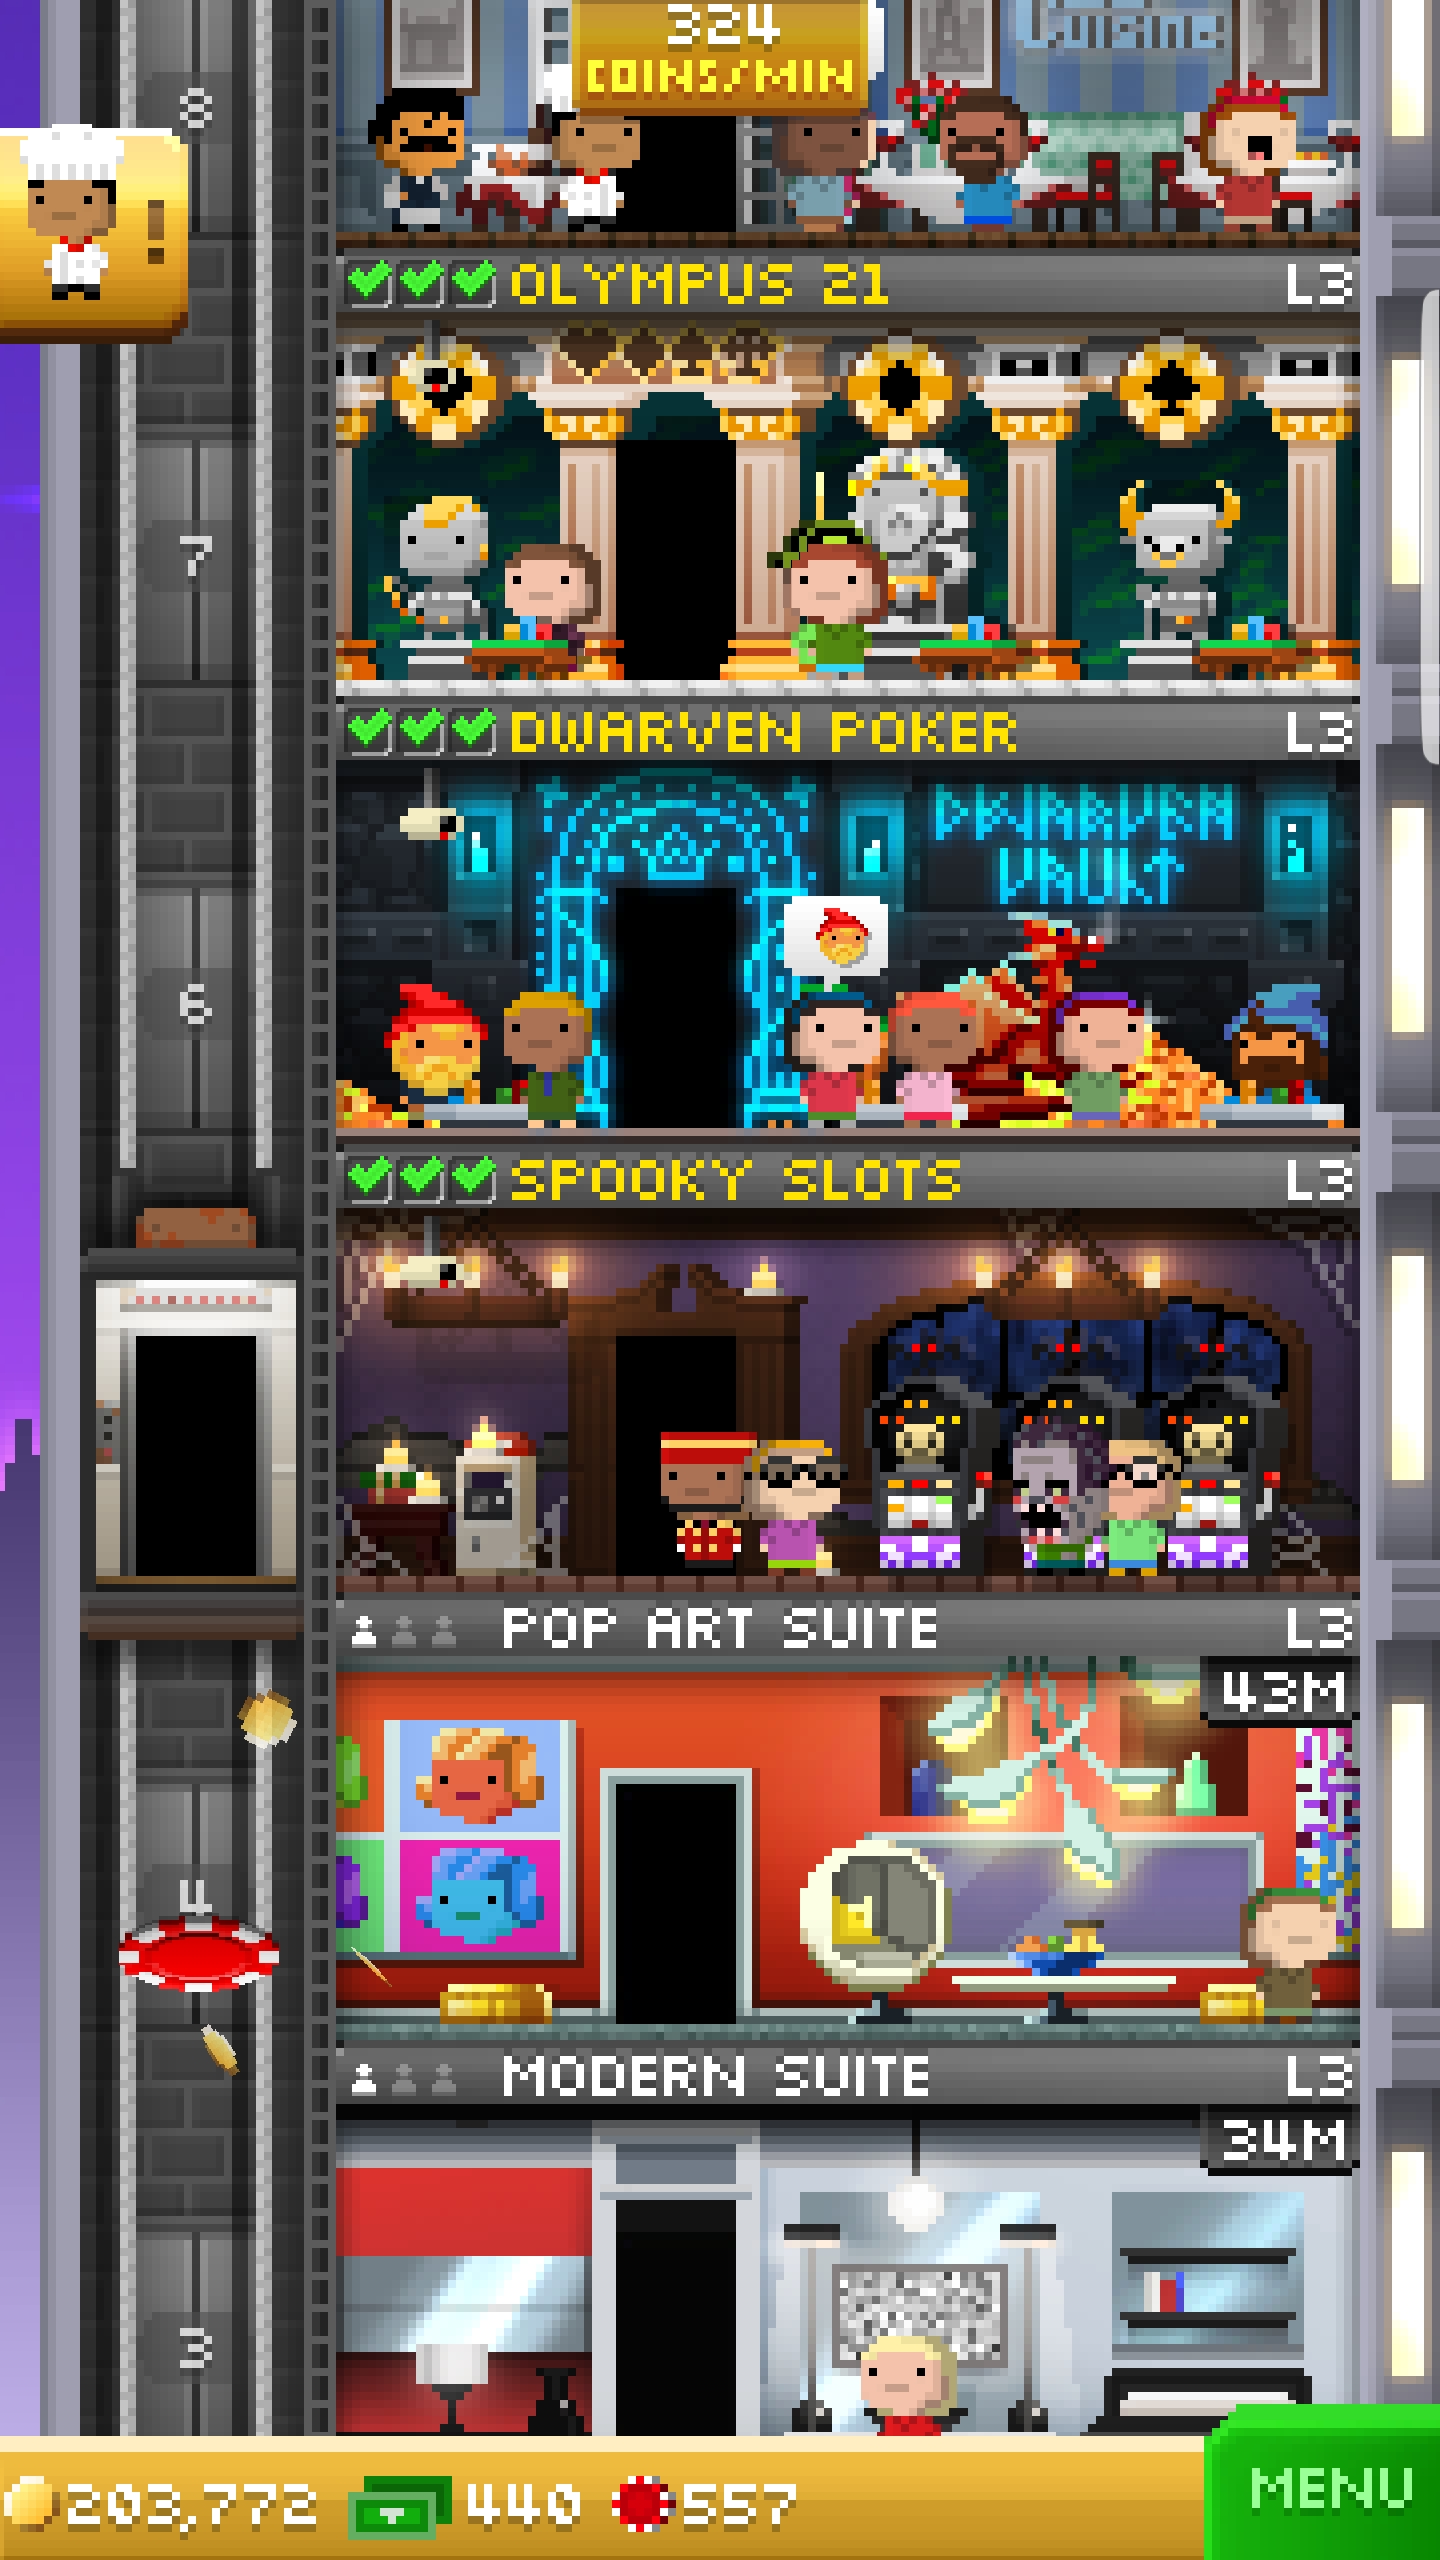 Cuisine
324
COINS/MIN
8
!
OLYMPUS 21 L3
7
DWARVEN POKER L3
DWARVEN
VAULT
6
SPOOKY SLOTS L3
POP ART SUITE L3
43M
4
MODERN SUITE L3
34M
3
203,772 440 557
MENU